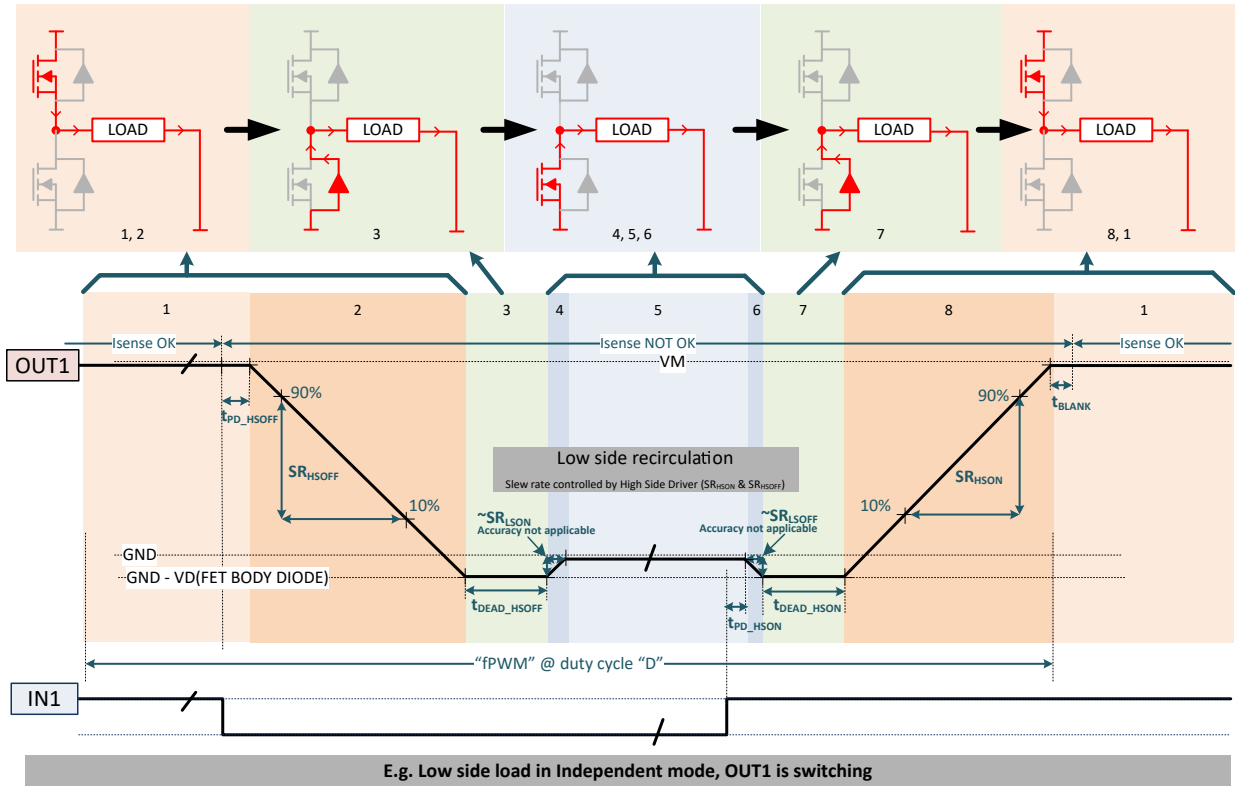 LOAD
LOAD
LOAD
LOAD
LOAD
1, 2
3
4, 5, 6
7
8, 1
1
2
3
4
5
6
7
8
1
Isense OK
Isense NOT OK
Isense OK
OUT1
VM
90%
90%
tPD_HSOFF
tBLANK
SRHSOFF
Low side recirculation
Slew rate controlled by High Side Driver (SRHSON & SRHSOFF)
SRHSON
10%
10%
~SRLSON
Accuracy not applicable
~SRLSOFF
Accuracy not applicable
GND
GND - VD(FET BODY DIODE)
tDEAD_HSOFF
tDEAD_HSON
tPD_HSON
“fPWM” @ duty cycle “D”
IN1
E.g. Low side load in Independent mode, OUT1 is switching